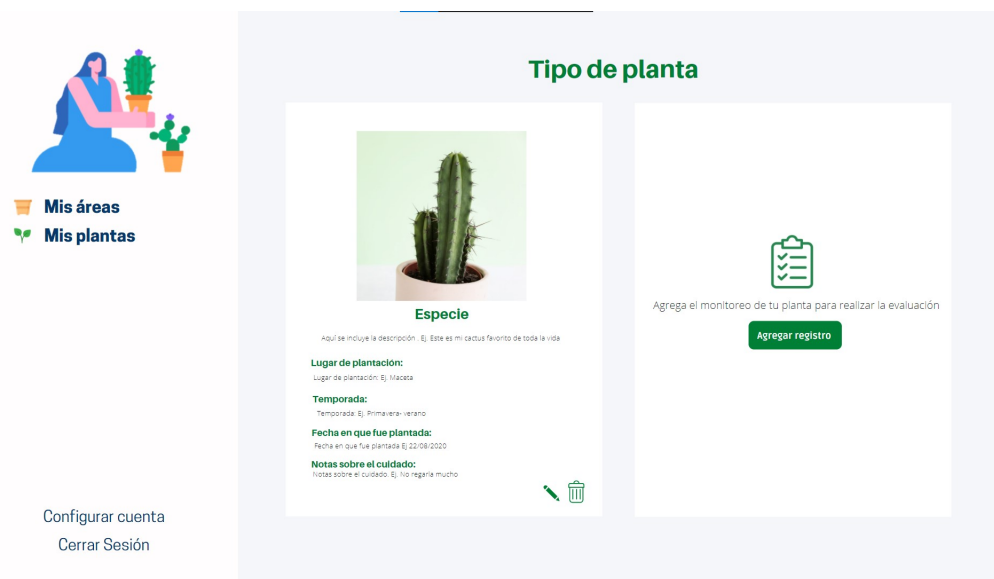 Mis áreas
Mis plantas
Configurar cuenta
Cerrar Sesión
Tipo de planta
Especie
Aquí se incluye la descripción . Ej. Este es mi cactus favorito de toda la vida
Lugar de plantación:
Lugar de plantación: Ej. Maceta
Temporada:
Temporada: Ej. Primavera- verano
Fecha en que fue plantada:
Fecha en que fue plantada Ej 22/06/2020
Notas sobre el cuidado:
Notas sobre el cuidado. Ej. No regarla mucho
Agrega el monitoreo de tu planta para realizar la evaluación
Agregar registro